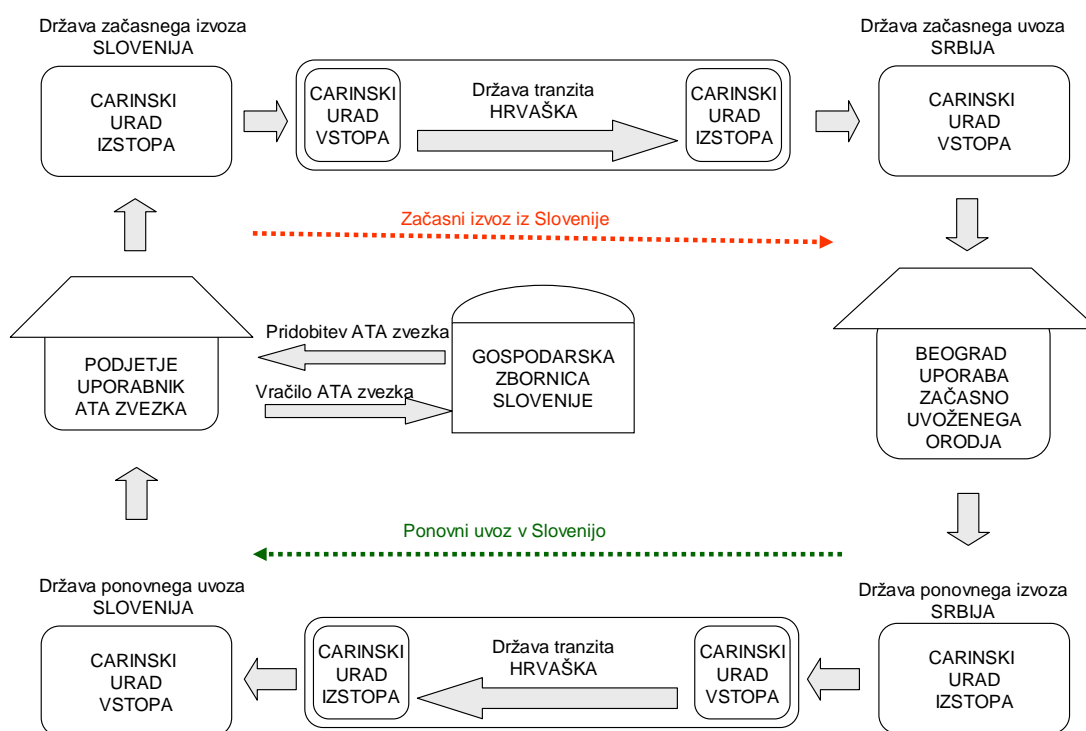 Država začasnega izvoza
SLOVENIJA
CARINSKI
URAD
IZSTOPA
CARINSKI
URAD
VSTOPA
Država tranzita
HRVAŠKA
CARINSKI
URAD
IZSTOPA
Država začasnega uvoza
SRBIJA
CARINSKI
URAD
VSTOPA
Začasni izvoz iz Slovenije
PODJETJE
UPORABNIK
ATA ZVEZKA
Pridobitev ATA zvezka
Vračilo ATA zvezka
GOSPODARSKA
ZBORNICA
SLOVENIJE
BEOGRAD
UPORABA
ZAČASNO
UVOŽENEGA
ORODJA
Ponovni uvoz v Slovenijo
Država ponovnega uvoza
SLOVENIJA
CARINSKI
URAD
VSTOPA
CARINSKI
URAD
IZSTOPA
Država tranzita
HRVAŠKA
CARINSKI
URAD
VSTOPA
Država ponovnega izvoza
SRBIJA
CARINSKI
URAD
IZSTOPA